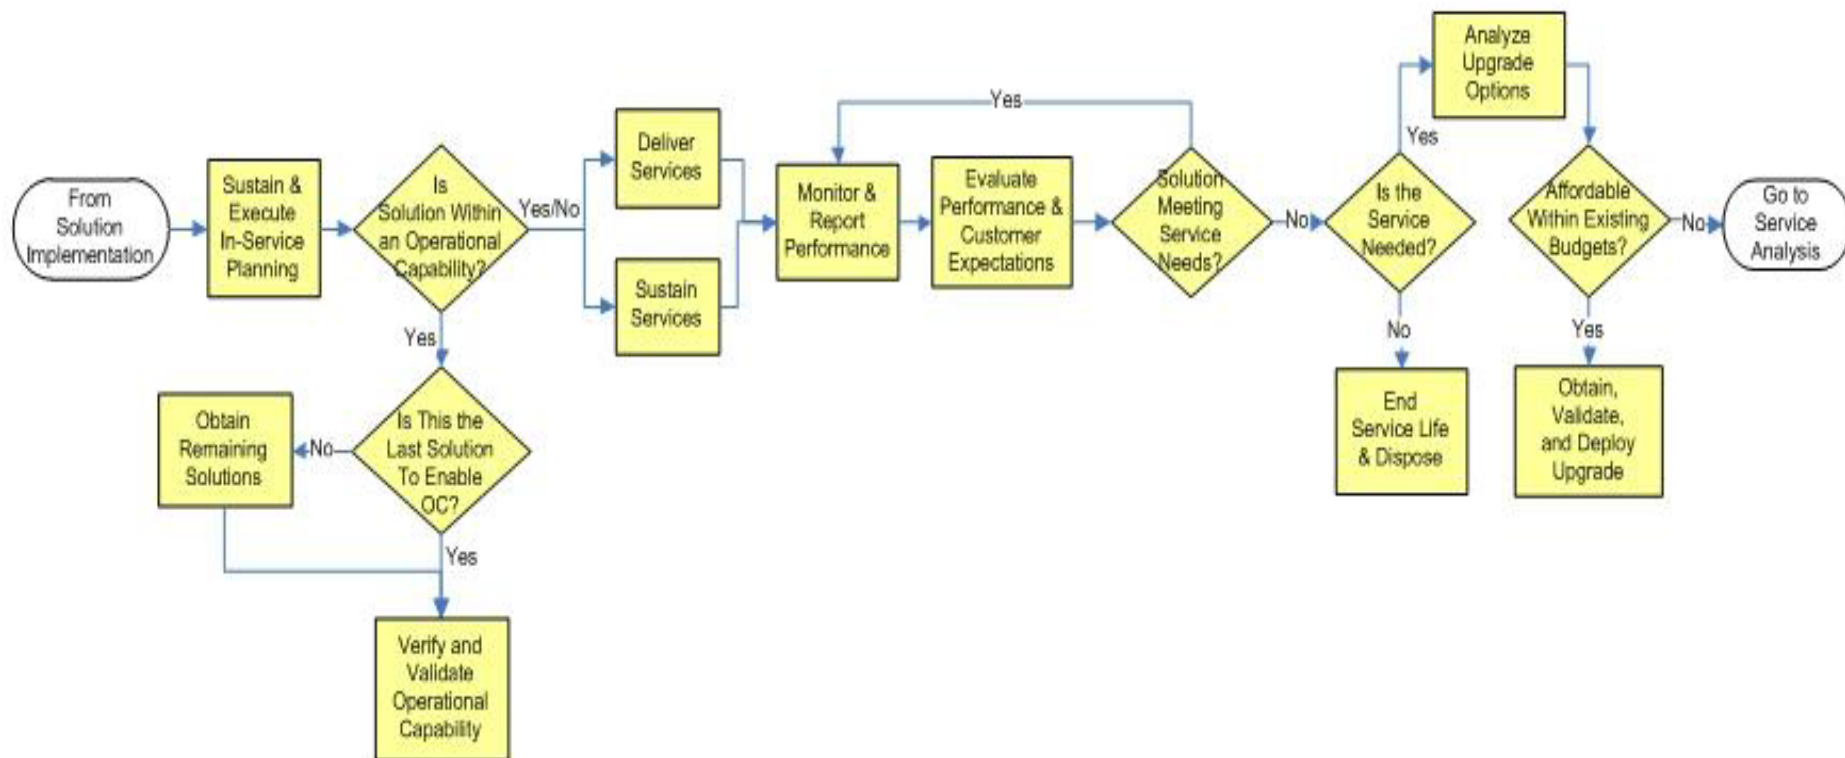 From
Solution
Implementation
Sustain &
Execute
In-Service
Planning
Is
Solution Within
an Operational
Capability?
Yes/No
Yes
Deliver
Services
Sustain
Services
Monitor &
Report
Performance
Evaluate
Performance &
Customer
Expectations
Solution
Meeting
Service
Needs?
Yes
No
Is the
Service
Needed?
Yes
No
Analyze
Upgrade
Options
Affordable
Within Existing
Budgets?
No
Yes
Go to
Service
Analysis
End
Service Life
& Dispose
Obtain,
Validate,
and Deploy
Upgrade
Is This the
Last Solution
To Enable
OC?
No
Yes
Obtain
Remaining
Solutions
Verify and
Validate
Operational
Capability